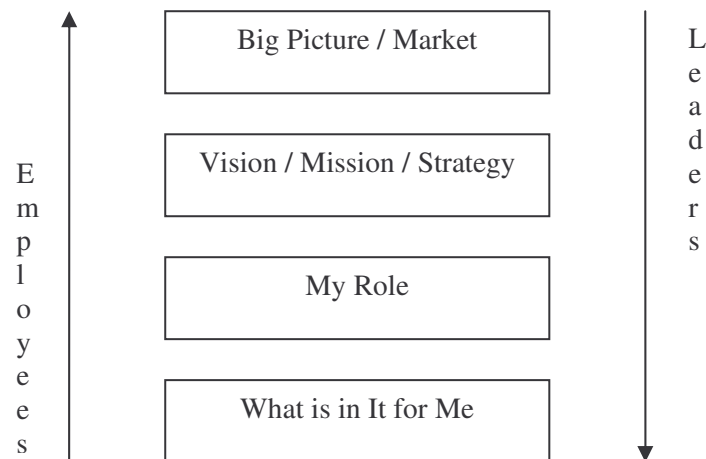 Big Picture / Market
Vision / Mission / Strategy
My Role
What is in It for Me
Employees
Leaders